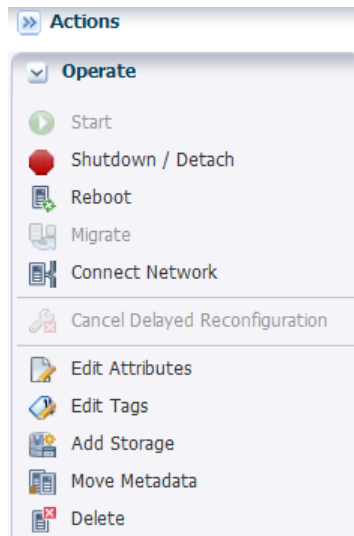 Actions
Operate
Start
Shutdown / Detach
Reboot
Migrate
Connect Network
Cancel Delayed Reconfiguration
Edit Attributes
Edit Tags
Add Storage
Move Metadata
Delete